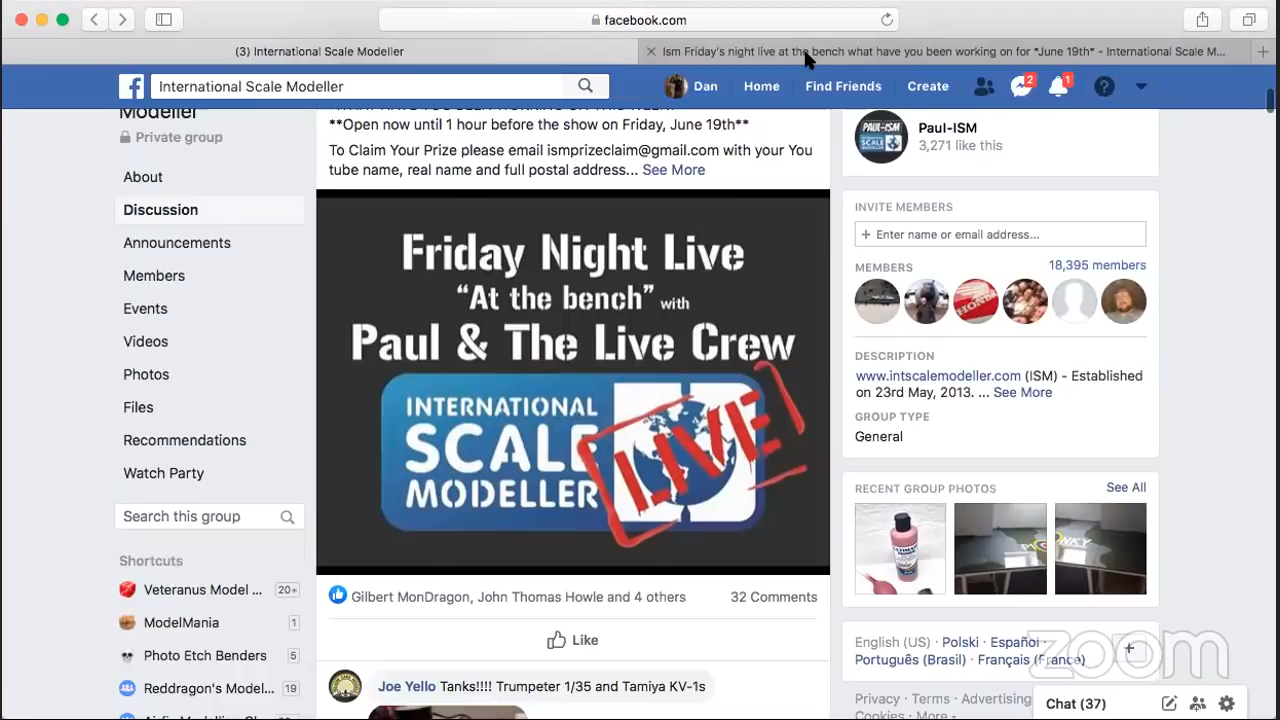 facebook.com
(3) International Scale Modeller
Ism Friday's night live at the bench what have you been working on for *June 19th* - International Scale M...
International Scale Modeller
Dan
Home
Find Friends
Create
2
1
Modeller
Private group
About
Discussion
Announcements
Members
Events
Videos
Photos
Files
Recommendations
Watch Party
Search this group
Shortcuts
Veteranus Model ... 20+
ModelMania 1
Photo Etch Benders 5
Reddragon's Model... 19
**Open now until 1 hour before the show on Friday, June 19th**
To Claim Your Prize please email ismprizeclaim@gmail.com with your You
tube name, real name and full postal address... See More
Friday Night Live
"At the bench" with
Paul & The Live Crew
INTERNATIONAL
SCALE
MODELLER
LIVE!
Gilbert MonDragon, John Thomas Howle and 4 others
32 Comments
Like
Joe Yello Tanks!!!! Trumpeter 1/35 and Tamiya KV-1s
Paul-ISM
3,271 like this
INVITE MEMBERS
+ Enter name or email address...
MEMBERS
18,395 members
HONDA
DESCRIPTION
www.intscalemodeller.com (ISM) - Established
on 23rd May, 2013. ... See More
GROUP TYPE
General
RECENT GROUP PHOTOS
See All
English (US) · Polski · Español ·
Português (Brasil) · Français (France)
Privacy · Terms · Advertising
Cookies · More
zoom
Chat (37)